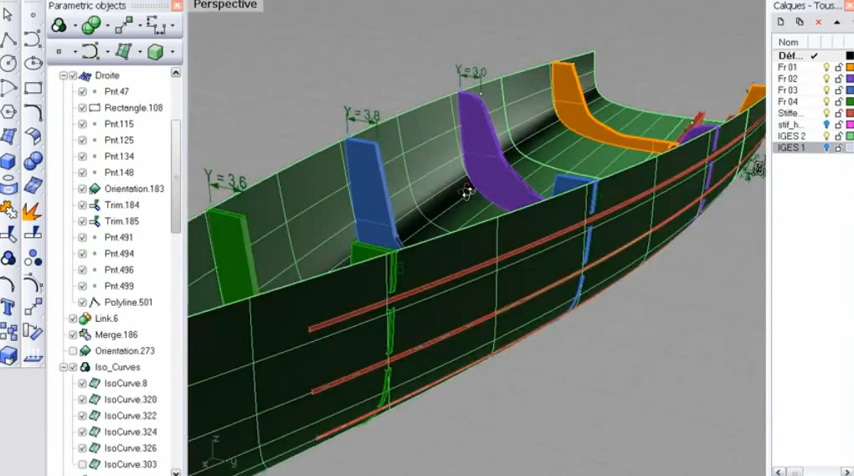 Parametric objects
Perspective
Calques - Tous...
Droite
Pnt.47
Rectangle.108
Pnt.115
Pnt.125
Pnt.134
Pnt.148
Orientation.183
Trim.184
Trim.185
Pnt.491
Pnt.494
Pnt.496
Pnt.499
Polyline.501
Link.6
Merge.186
Orientation.273
Iso_Curves
IsoCurve.8
IsoCurve.320
IsoCurve.322
IsoCurve.324
IsoCurve.326
IsoCurve.303
Y = 3.6
Y = 3.8
Y = 3.0
Nom
Déf...
Fr 01
Fr 02
Fr 03
Fr 04
Stiffe...
stif_h...
IGES 2
IGES 1